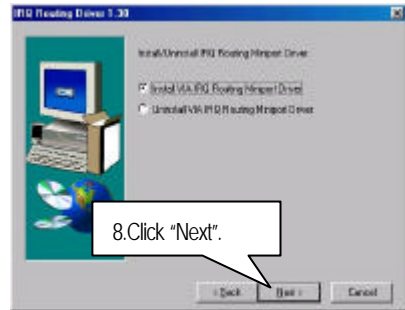 IRQ Routing Driver 1.30
Install/Uninstall IRQ Routing Miniport Driver
Install VIA IRQ Routing Miniport Driver
Uninstall VIA IRQ Routing Miniport Driver
8.Click “Next”.
< Back Next > Cancel